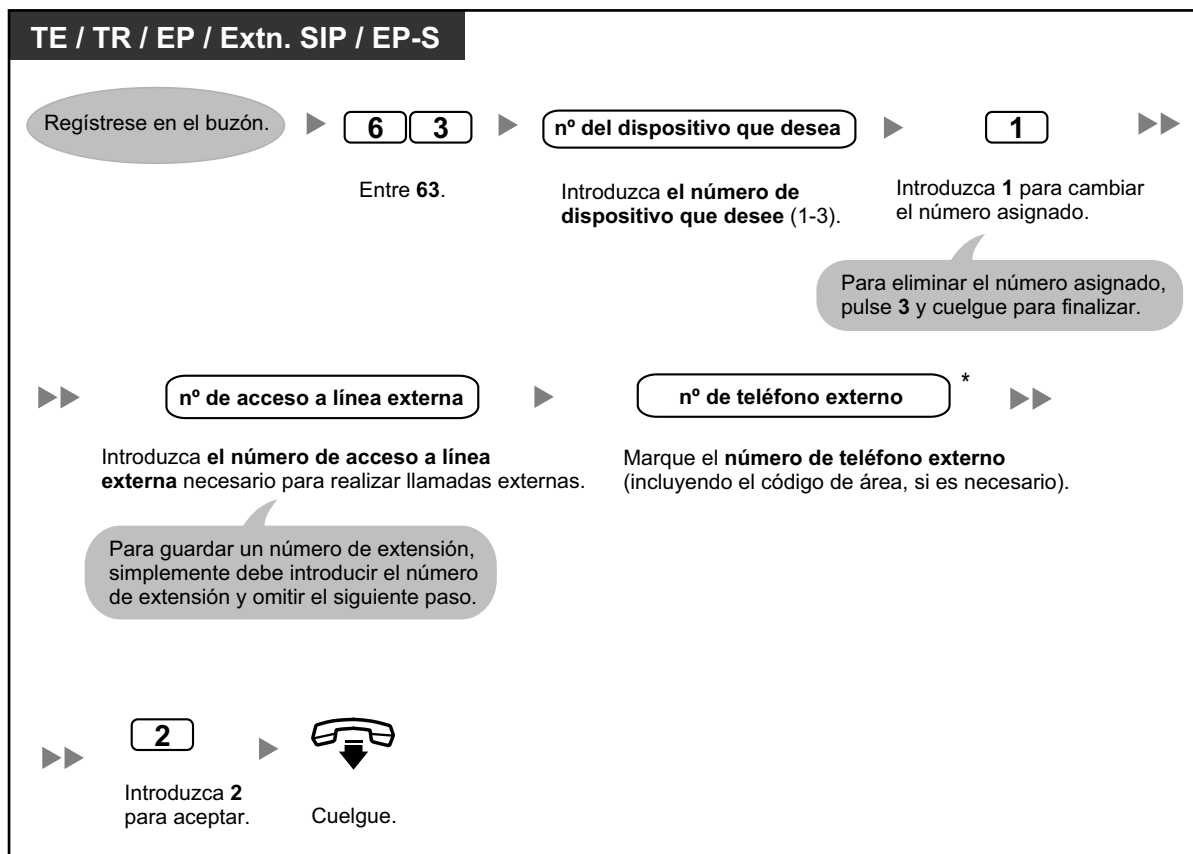 TE / TR / EP / Extn. SIP / EP-S
Regístrese en el buzón.
6 3
nº del dispositivo que desea
1
Entre 63.
Introduzca el número de
dispositivo que desee (1-3).
Introduzca 1 para cambiar
el número asignado.
Para eliminar el número asignado,
pulse 3 y cuelgue para finalizar.
nº de acceso a línea externa
nº de teléfono externo *
Introduzca el número de acceso a línea
externa necesario para realizar llamadas externas.
Marque el número de teléfono externo
(incluyendo el código de área, si es necesario).
Para guardar un número de extensión,
simplemente debe introducir el número
de extensión y omitir el siguiente paso.
2
Introduzca 2
para aceptar.
Cuelgue.